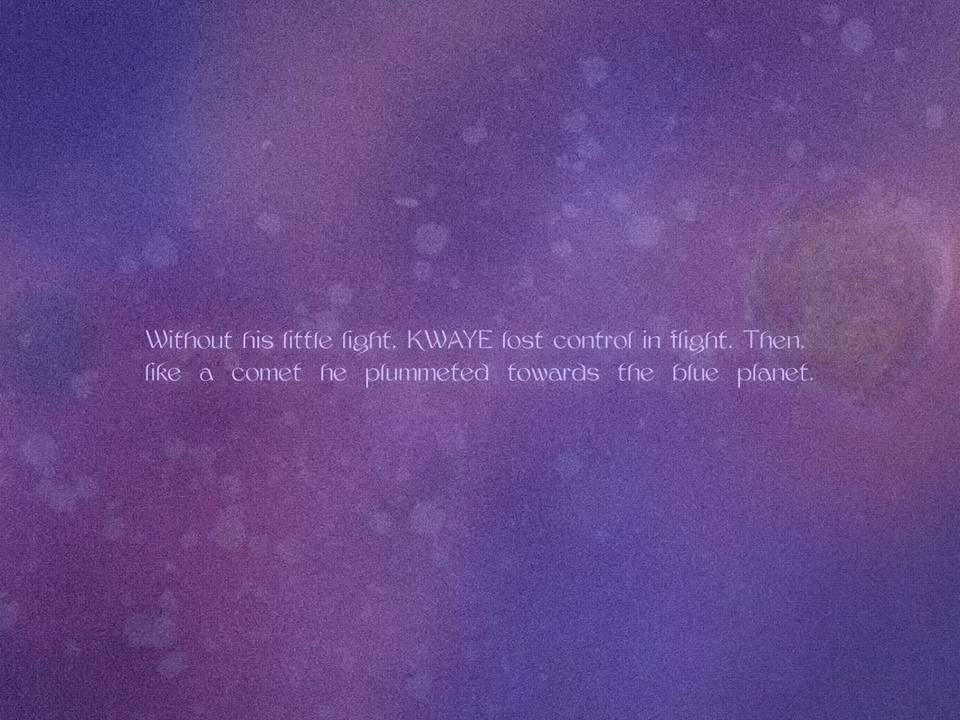 Without his little light, KWAYE lost control in flight. Then,
like a comet he plummeted towards the blue planet.